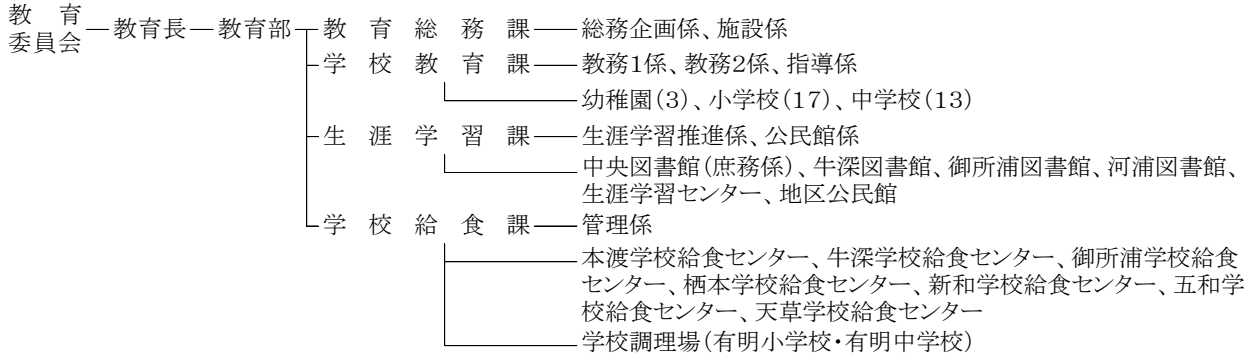 教育委員会 教育長 教育部 教育総務課 総務企画係、施設係
学校教育課 教務1係、教務2係、指導係
幼稚園(3)、小学校(17)、中学校(13)
生涯学習課 生涯学習推進係、公民館係
中央図書館(庶務係)、牛深図書館、御所浦図書館、河浦図書館、
生涯学習センター、地区公民館
学校給食課 管理係
本渡学校給食センター、牛深学校給食センター、御所浦学校給食
センター、栖本学校給食センター、新和学校給食センター、五和学
校給食センター、天草学校給食センター
学校調理場(有明小学校・有明中学校)